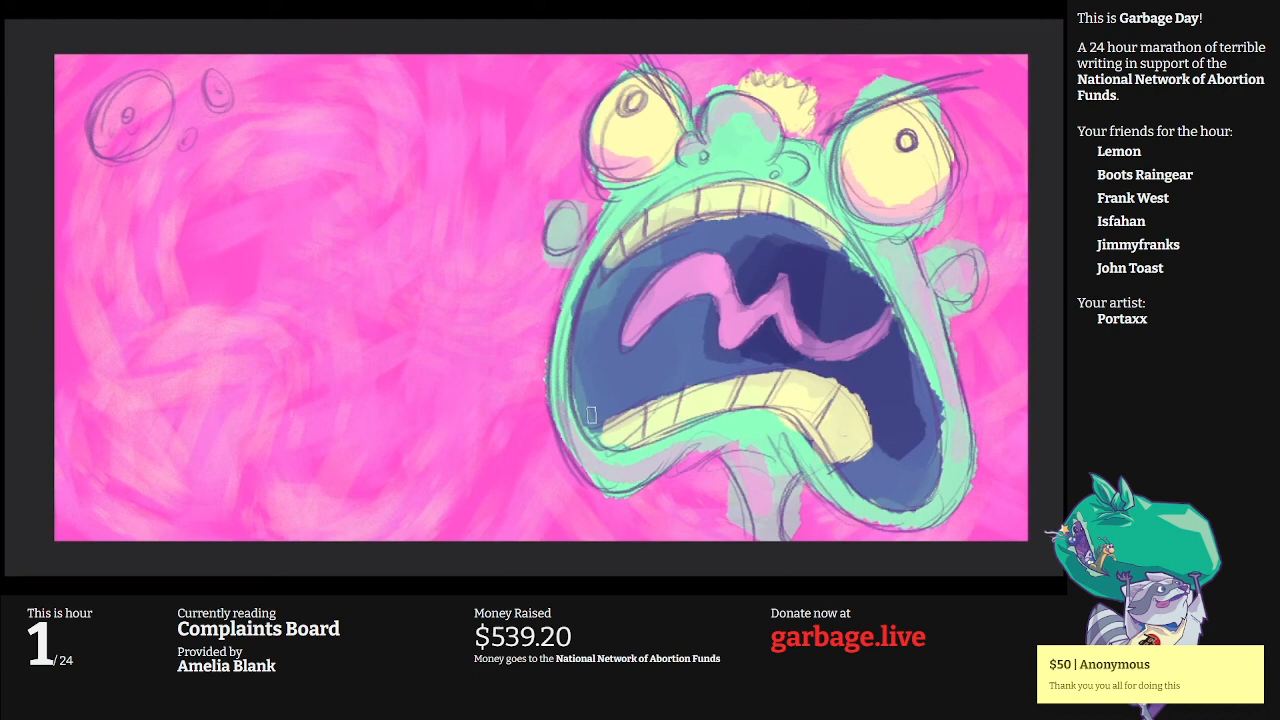 This is Garbage Day!
A 24 hour marathon of terrible
writing in support of the
National Network of Abortion
Funds.
Your friends for the hour:
Lemon
Boots Raingear
Frank West
Isfahan
Jimmyfranks
John Toast
Your artist:
Portaxx
This is hour
1/ 24
Currently reading
Complaints Board
Provided by
Amelia Blank
Money Raised
$539.20
Money goes to the National Network of Abortion Funds
Donate now at
garbage.live
$50 | Anonymous
Thank you you all for doing this